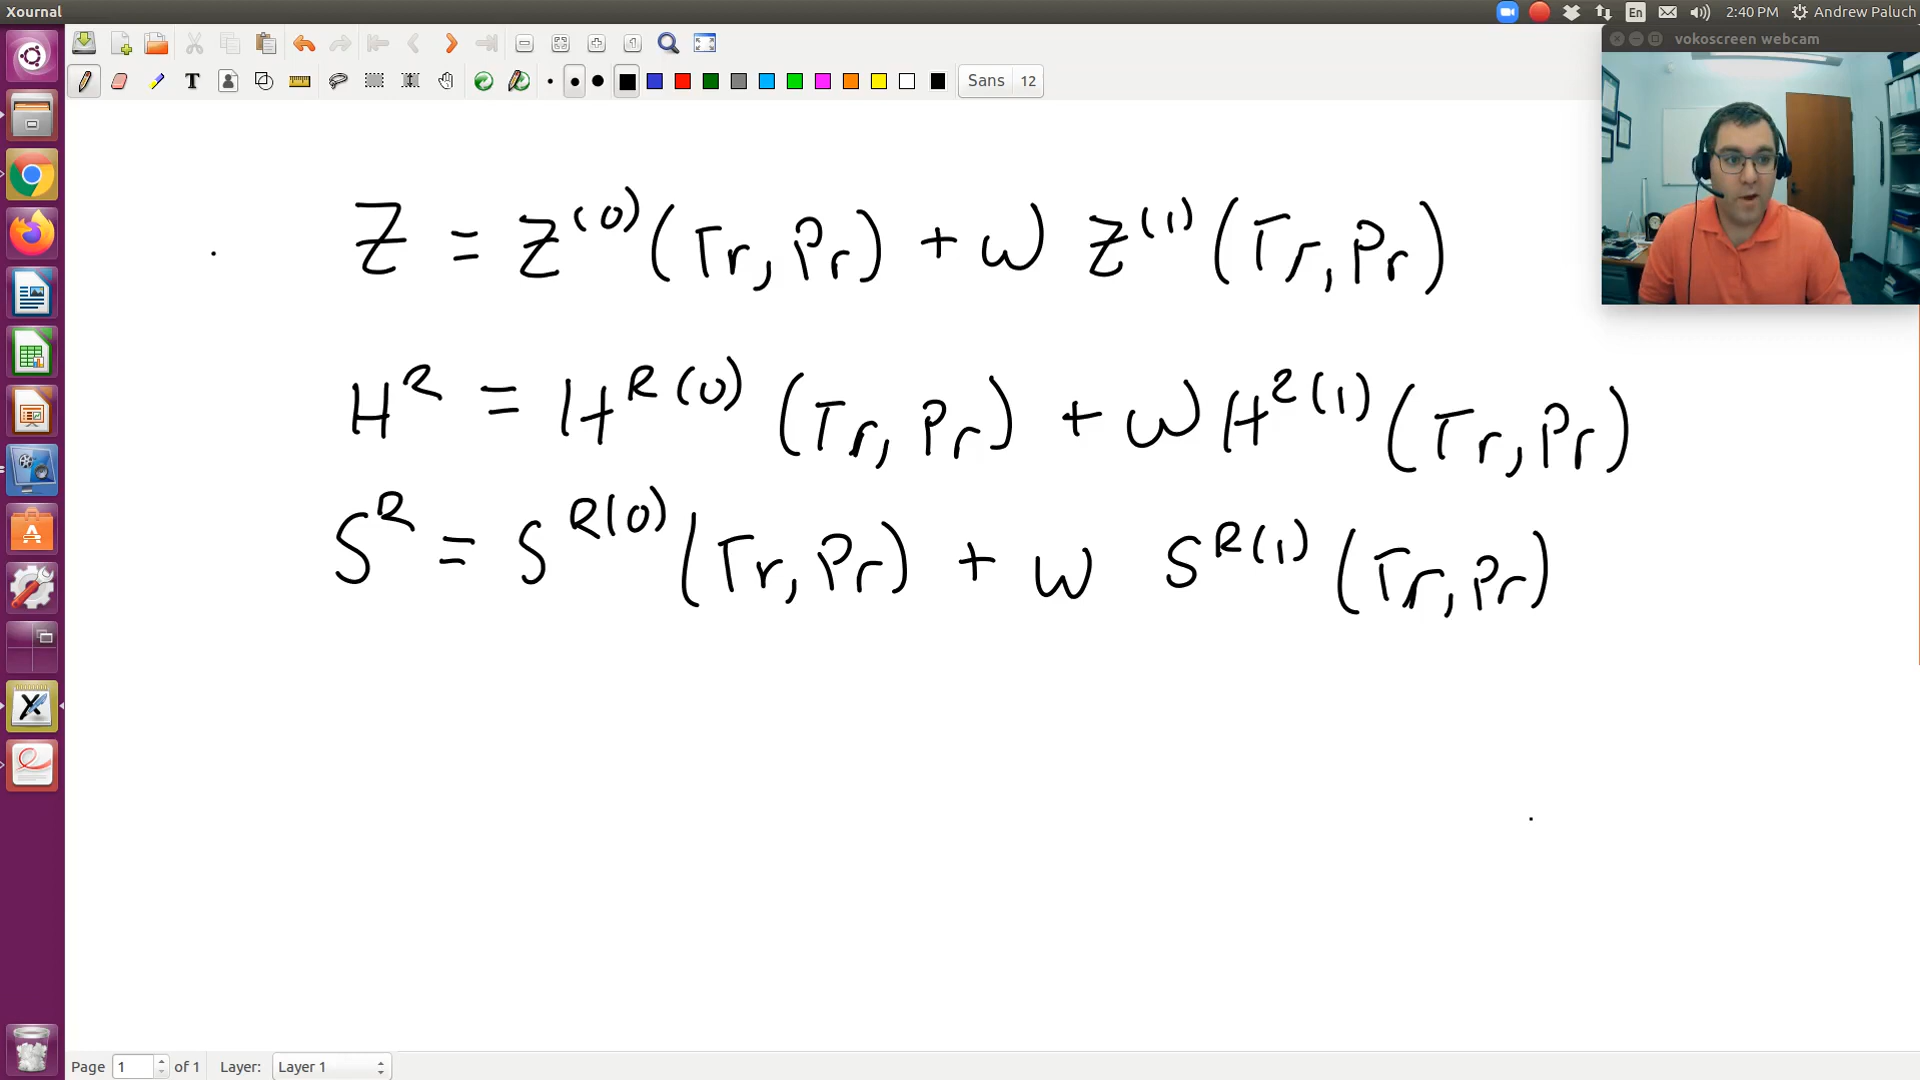 Xournal
En
2:40 PM
Andrew Paluch
vokoscreen webcam
T
Sans 12
Z = Z^(0) (Tr, Pr) + ω Z^(1) (Tr, Pr)
H^R = H^R(0) (Tr, Pr) + ω H^R(1) (Tr, Pr)
S^R = S^R(0) (Tr, Pr) + ω S^R(1) (Tr, Pr)
Page 1 of 1 Layer: Layer 1